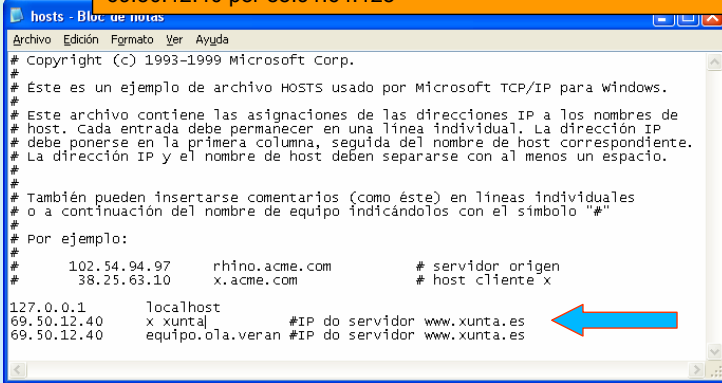 hosts - Bloc de notas
Archivo Edición Formato Ver Ayuda
# Copyright (c) 1993-1999 Microsoft Corp.
#
# Éste es un ejemplo de archivo HOSTS usado por Microsoft TCP/IP para Windows.
#
# Este archivo contiene las asignaciones de las direcciones IP a los nombres de
# host. Cada entrada debe permanecer en una línea individual. La dirección IP
# debe ponerse en la primera columna, seguida del nombre de host correspondiente.
# La dirección IP y el nombre de host deben separarse con al menos un espacio.
#
#
# También pueden insertarse comentarios (como éste) en líneas individuales
# o a continuación del nombre de equipo indicándolos con el símbolo "#"
#
# Por ejemplo:
#
# 102.54.94.97 rhino.acme.com # servidor origen
# 38.25.63.10 x.acme.com # host cliente x
127.0.0.1 localhost
69.50.12.40 x xunta #IP do servidor www.xunta.es
69.50.12.40 equipo.ola.veran #IP do servidor www.xunta.es